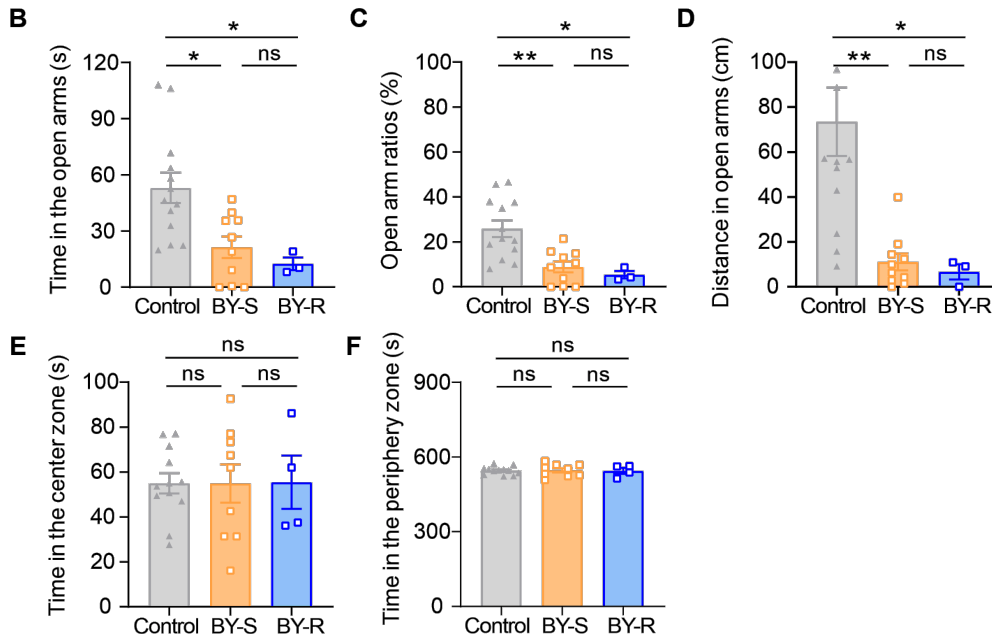 B
Time in the open arms (s)
120
90
60
30
0
*
*
ns
Control
BY-S
BY-R
C
Open arm ratios (%)
100
80
60
40
20
0
*
**
ns
Control
BY-S
BY-R
D
Distance in open arms (cm)
100
80
60
40
20
0
*
**
ns
Control
BY-S
BY-R
E
Time in the center zone (s)
100
80
60
40
20
0
ns
ns
ns
Control
BY-S
BY-R
F
Time in the periphery zone (s)
900
600
300
0
ns
ns
ns
Control
BY-S
BY-R